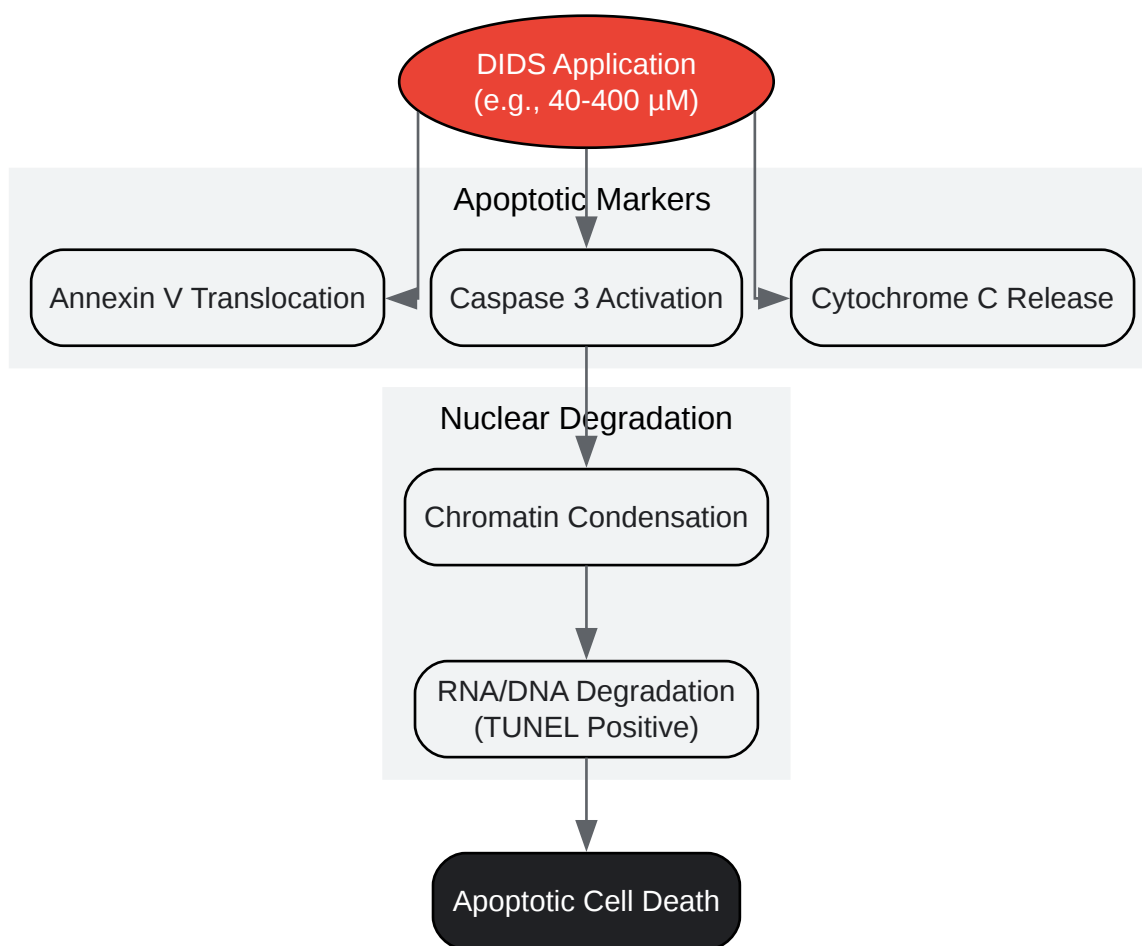 DIDS Application
(e.g., 40-400 µM)
Apoptotic Markers
Annexin V Translocation
Caspase 3 Activation
Cytochrome C Release
Nuclear Degradation
Chromatin Condensation
RNA/DNA Degradation
(TUNEL Positive)
Apoptotic Cell Death